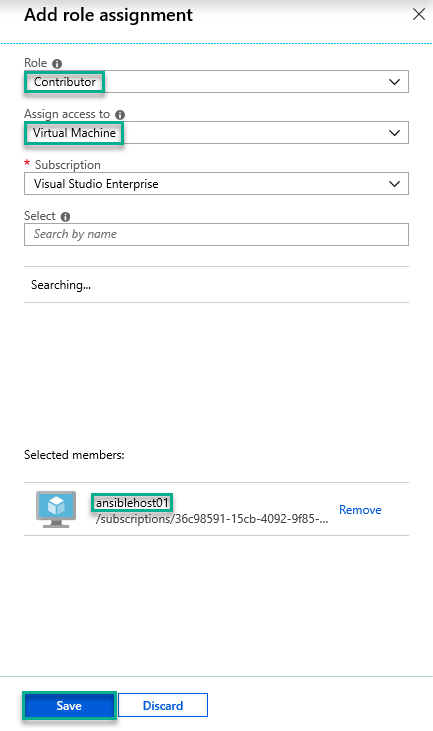 Add role assignment
Role
Contributor
Assign access to
Virtual Machine
* Subscription
Visual Studio Enterprise
Select
Search by name
Searching...
Selected members:
ansiblehost01
/subscriptions/36c98591-15cb-4092-9f85-...
Remove
Save
Discard